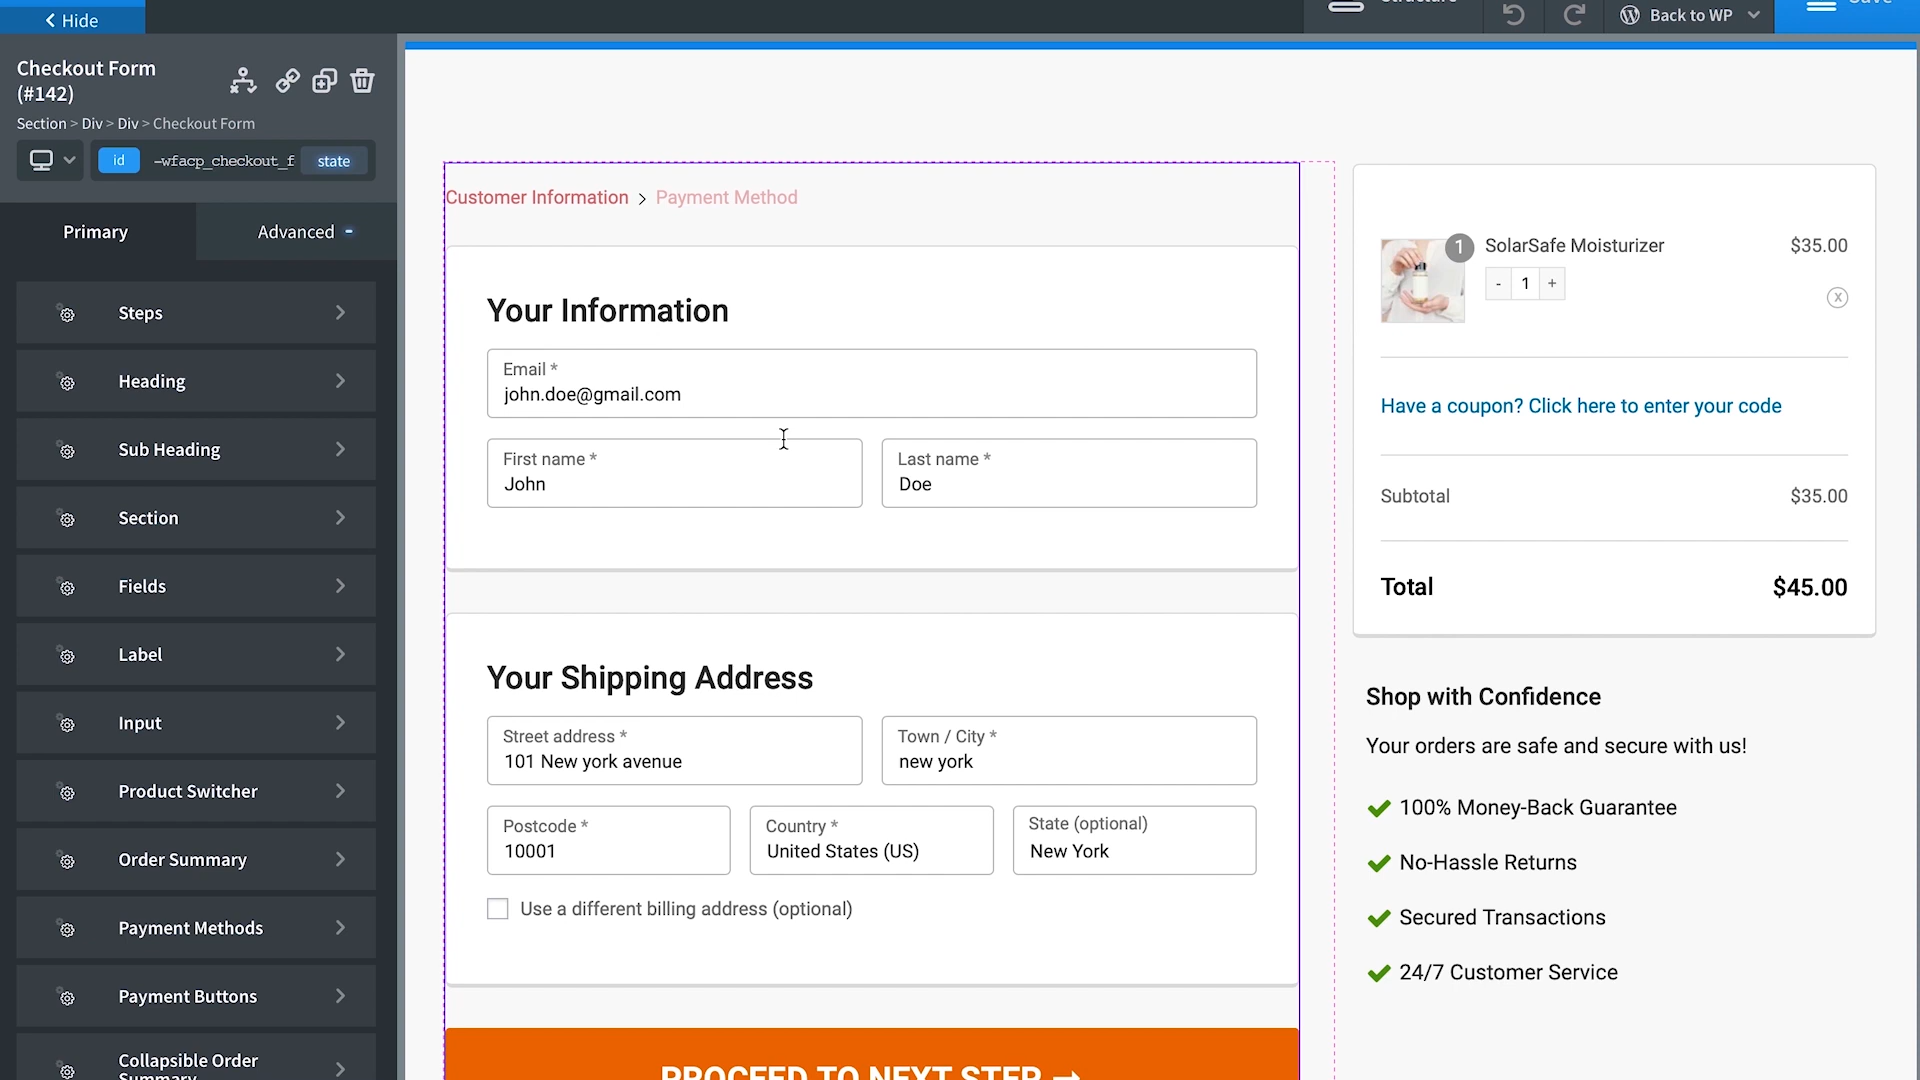 Hide
Back to WP
Checkout Form
(#142)
Section > Div > Div > Checkout Form
id
-wfacp_checkout_f
state
Primary
Advanced
Steps
Heading
Sub Heading
Section
Fields
Label
Input
Product Switcher
Order Summary
Payment Methods
Payment Buttons
Collapsible Order
Summary
Customer Information > Payment Method
Your Information
Email *
john.doe@gmail.com
First name *
John
Last name *
Doe
Your Shipping Address
Street address *
101 New york avenue
Town / City *
new york
Postcode *
10001
Country *
United States (US)
State (optional)
New York
Use a different billing address (optional)
PROCEED TO NEXT STEP →
1
SolarSafe Moisturizer
$35.00
- 1 +
X
Have a coupon? Click here to enter your code
Subtotal
$35.00
Total
$45.00
Shop with Confidence
Your orders are safe and secure with us!
100% Money-Back Guarantee
No-Hassle Returns
Secured Transactions
24/7 Customer Service